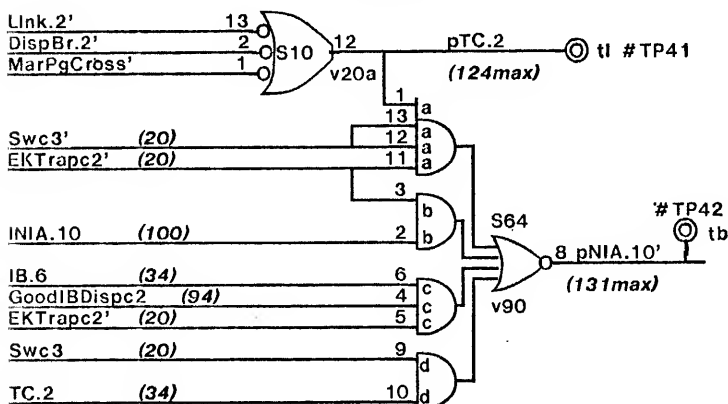 LInk.2' 13
DispBr.2' 2 S10 12 pTC.2 tl #TP41
MarPgCross' 1 v20a (124max)
1 a
13 a
Swc3' (20) 12 a
EKTrapc2' (20) 11 a
3 b #TP42
S64 tb
INIA.10 (100) 2 b
8 pNIA.10'
IB.6 (34) 6 c (131max)
GoodIBDispc2 (94) 4 c
EKTrapc2' (20) 5 c v90
Swc3 (20) 9 d
TC.2 (34) 10 d